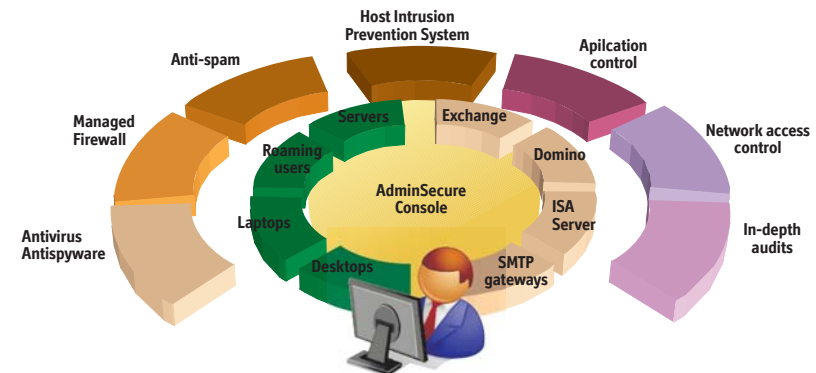 Host Intrusion
Prevention System
Anti-spam
Apilcation
control
Managed
Firewall
Network access
control
Antivirus
Antispyware
In-depth
audits
Servers
Exchange
Roaming
users
Domino
AdminSecure
Console
Laptops
ISA
Server
Desktops
SMTP
gateways